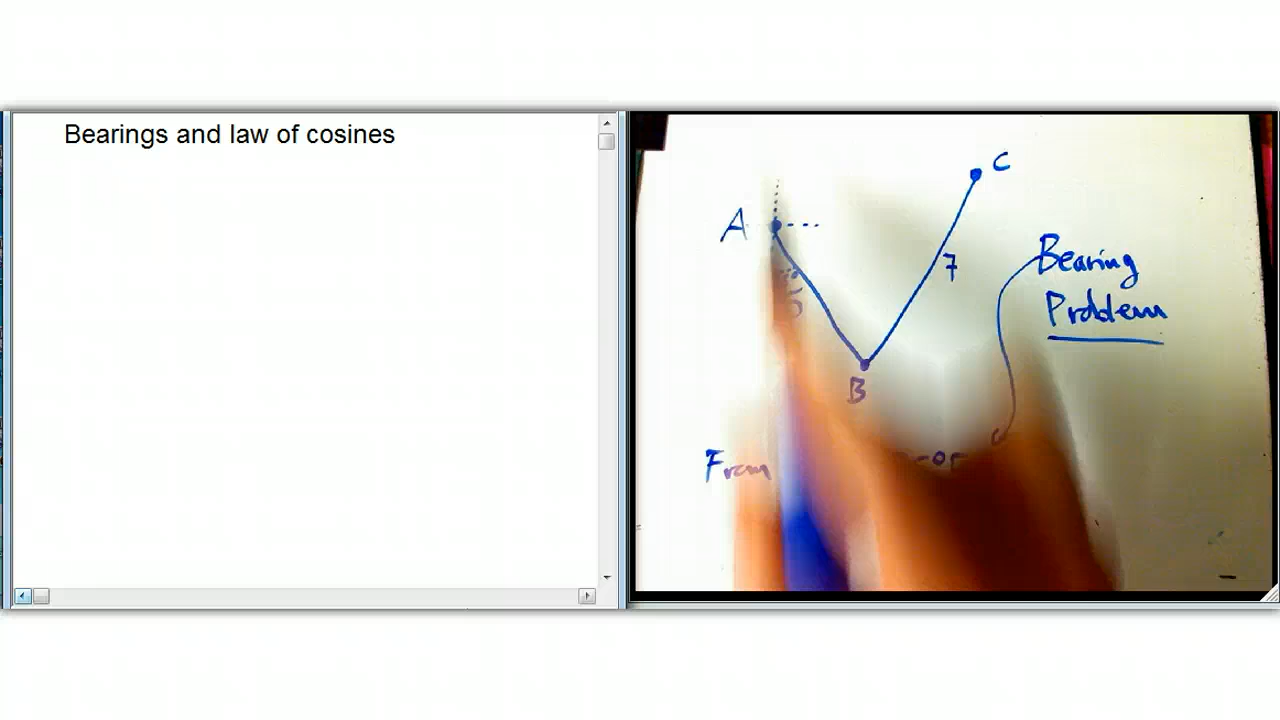 Bearings and law of cosines
C
A
7
Bearing
Problem
B
From